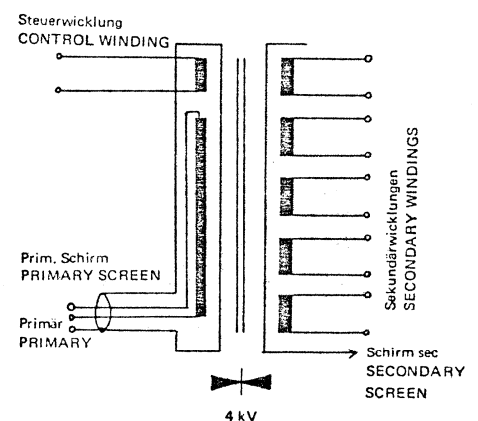 Steuerwicklung
CONTROL WINDING
Prim. Schirm
PRIMARY SCREEN
Primär
PRIMARY
Sekundärwicklungen
SECONDARY WINDINGS
Schirm sec
SECONDARY
SCREEN
4 kV